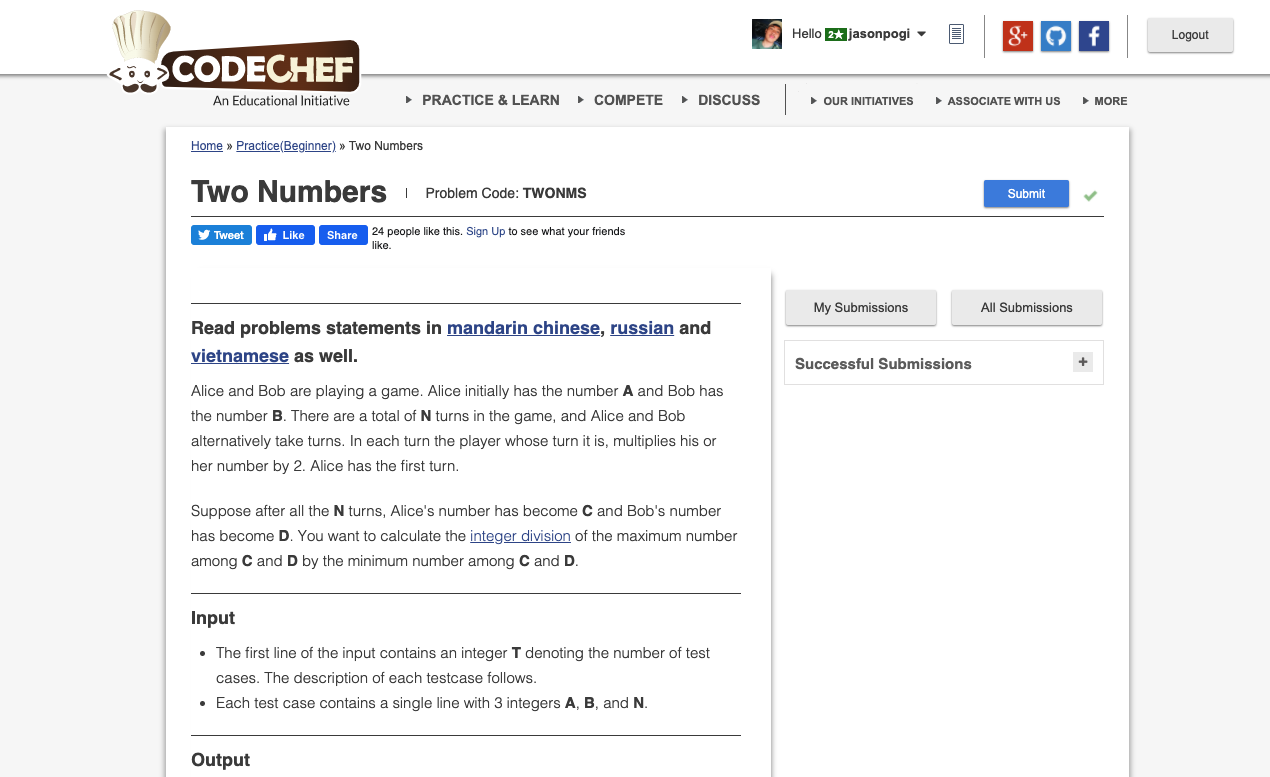 Hello 2★ jasonpogi
Logout
CODECHEF
An Educational Initiative
PRACTICE & LEARN
COMPETE
DISCUSS
OUR INITIATIVES
ASSOCIATE WITH US
MORE
Home » Practice(Beginner) » Two Numbers
Two Numbers
Problem Code: TWONMS
Submit
Tweet
Like
Share
24 people like this. Sign Up to see what your friends
like.
My Submissions
All Submissions
Successful Submissions
+
Read problems statements in mandarin chinese, russian and
vietnamese as well.
Alice and Bob are playing a game. Alice initially has the number A and Bob has
the number B. There are a total of N turns in the game, and Alice and Bob
alternatively take turns. In each turn the player whose turn it is, multiplies his or
her number by 2. Alice has the first turn.
Suppose after all the N turns, Alice's number has become C and Bob's number
has become D. You want to calculate the integer division of the maximum number
among C and D by the minimum number among C and D.
Input
• The first line of the input contains an integer T denoting the number of test
cases. The description of each testcase follows.
• Each test case contains a single line with 3 integers A, B, and N.
Output